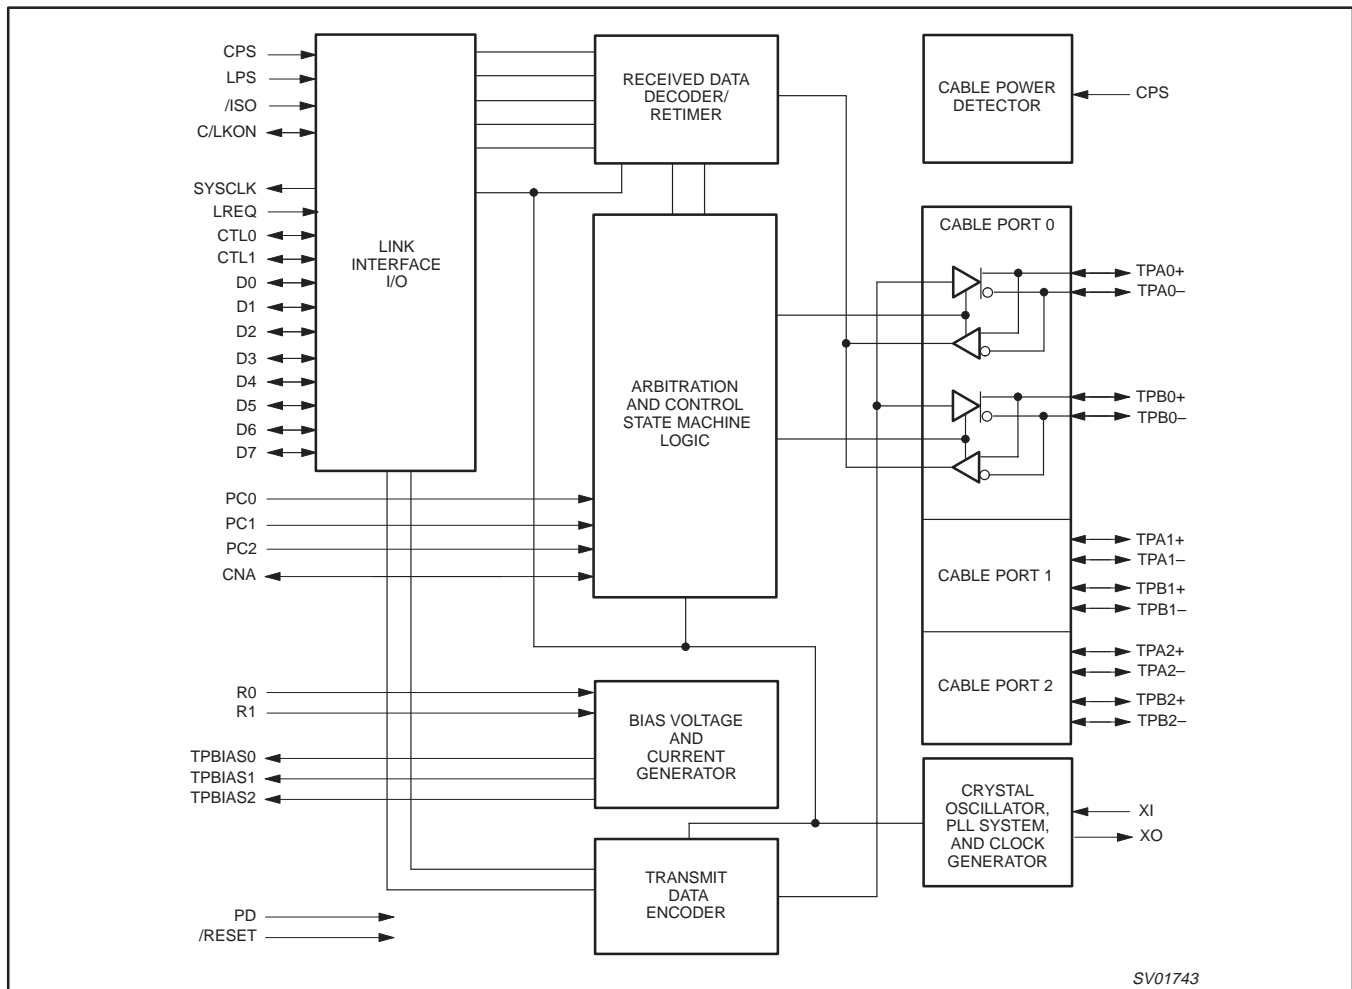 CPS
LPS
/ISO
C/LKON
SYSCLK
LREQ
CTL0
CTL1
D0
D1
D2
D3
D4
D5
D6
D7
PC0
PC1
PC2
CNA
R0
R1
TPBIAS0
TPBIAS1
TPBIAS2
PD
/RESET
LINK
INTERFACE
I/O
RECEIVED DATA
DECODER/
RETIMER
ARBITRATION
AND CONTROL
STATE MACHINE
LOGIC
BIAS VOLTAGE
AND
CURRENT
GENERATOR
TRANSMIT
DATA
ENCODER
CABLE POWER
DETECTOR
CPS
CABLE PORT 0
TPA0+
TPA0–
TPB0+
TPB0–
CABLE PORT 1
TPA1+
TPA1–
TPB1+
TPB1–
CABLE PORT 2
TPA2+
TPA2–
TPB2+
TPB2–
CRYSTAL
OSCILLATOR,
PLL SYSTEM,
AND CLOCK
GENERATOR
XI
XO
SV01743